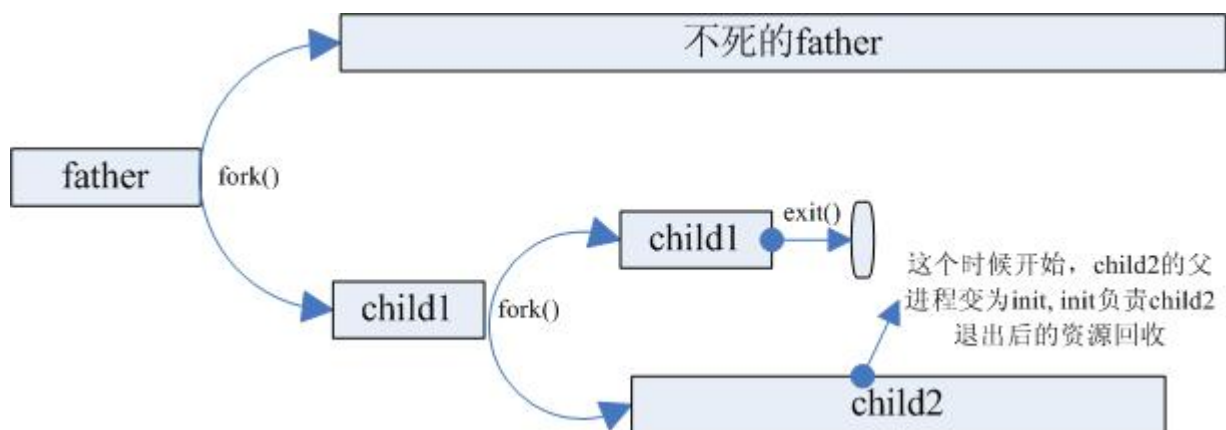 不死的father
father
fork()
child1
exit()
child1
fork()
这个时候开始，child2的父
进程变为init, init负责child2
退出后的资源回收
child2